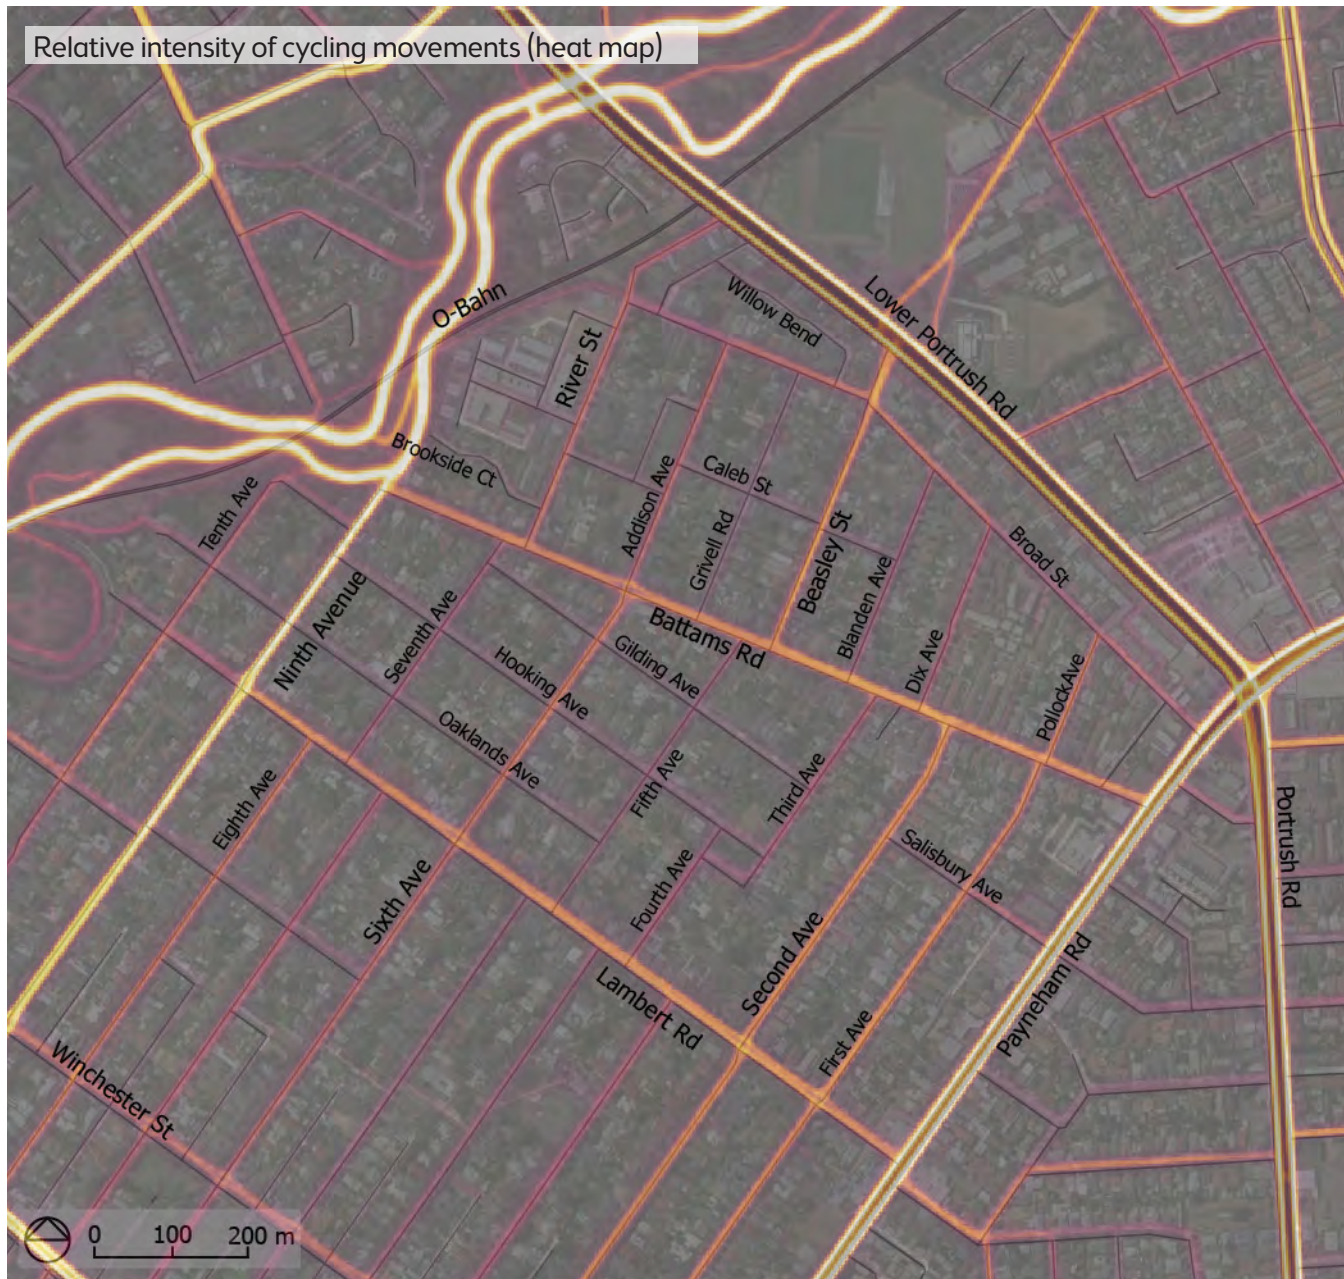 Relative intensity of cycling movements (heat map)
O-Bahn
Willow Bend
Lower Portrush Rd
River St
Brookside Ct
Caleb St
Addison Ave
Tenth Ave
Grivell Rd
Beasley St
Broad St
Blanden Ave
Ninth Avenue
Seventh Ave
Battams Rd
Gilding Ave
Hooking Ave
Dix Ave
Pollock Ave
Oaklands Ave
Fifth Ave
Third Ave
Eighth Ave
Portrush Rd
Salisbury Ave
Sixth Ave
Fourth Ave
Second Ave
Payneham Rd
Lambert Rd
First Ave
Winchester St
0 100 200 m